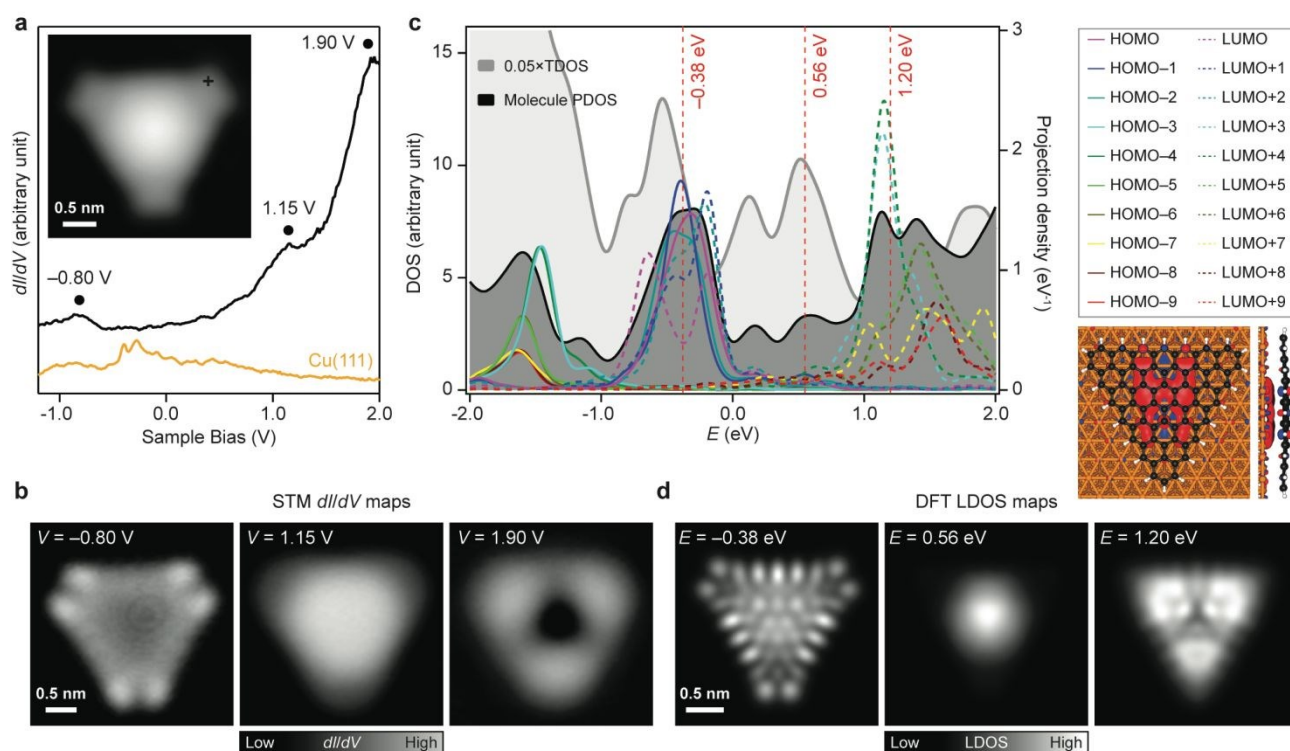 a
1.90 V
1.15 V
–0.80 V
0.5 nm
Cu(111)
dI/dV (arbitrary unit)
-1.0
0.0
1.0
2.0
Sample Bias (V)
c
0.05×TDOS
Molecule PDOS
–0.38 eV
0.56 eV
1.20 eV
15
10
5
0
DOS (arbitrary unit)
3
2
1
0
Projection density (eV⁻¹)
-2.0
-1.0
0.0
1.0
2.0
E (eV)
HOMO LUMO
HOMO–1 LUMO+1
HOMO–2 LUMO+2
HOMO–3 LUMO+3
HOMO–4 LUMO+4
HOMO–5 LUMO+5
HOMO–6 LUMO+6
HOMO–7 LUMO+7
HOMO–8 LUMO+8
HOMO–9 LUMO+9
b
STM dI/dV maps
V = –0.80 V
V = 1.15 V
V = 1.90 V
0.5 nm
Low dI/dV High
d
DFT LDOS maps
E = –0.38 eV
E = 0.56 eV
E = 1.20 eV
0.5 nm
Low LDOS High